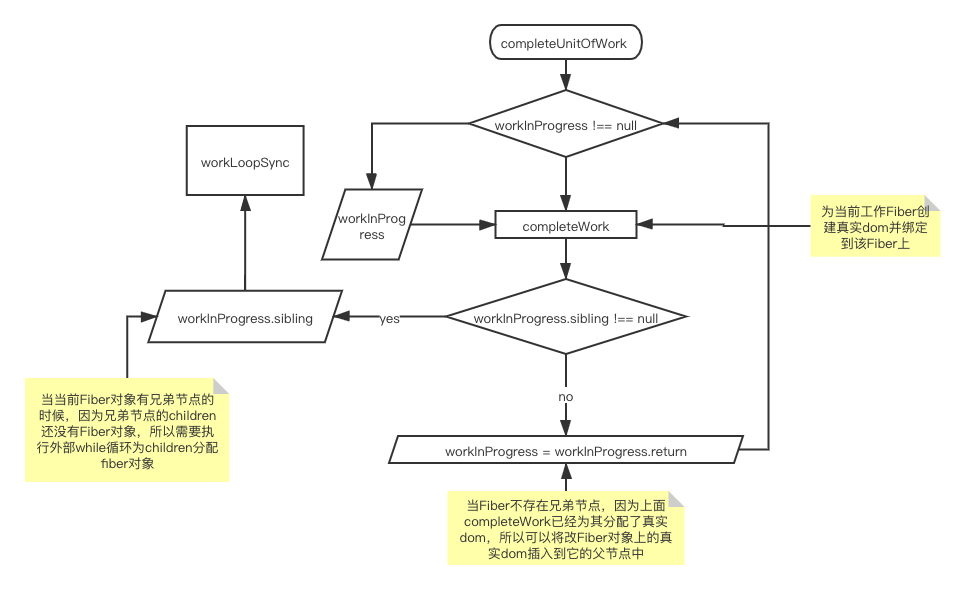 completeUnitOfWork
workInProgress !== null
workLoopSync
workInProg
ress
completeWork
为当前工作Fiber创
建真实dom并绑定
到该Fiber上
workInProgress.sibling
yes
workInProgress.sibling !== null
当当前Fiber对象有兄弟节点的
时候，因为兄弟节点的children
还没有Fiber对象，所以需要执
行外部while循环为children分配
fiber对象
no
workInProgress = workInProgress.return
当Fiber不存在兄弟节点，因为上面
completeWork已经为其分配了真实
dom，所以可以将改Fiber对象上的真
实dom插入到它的父节点中